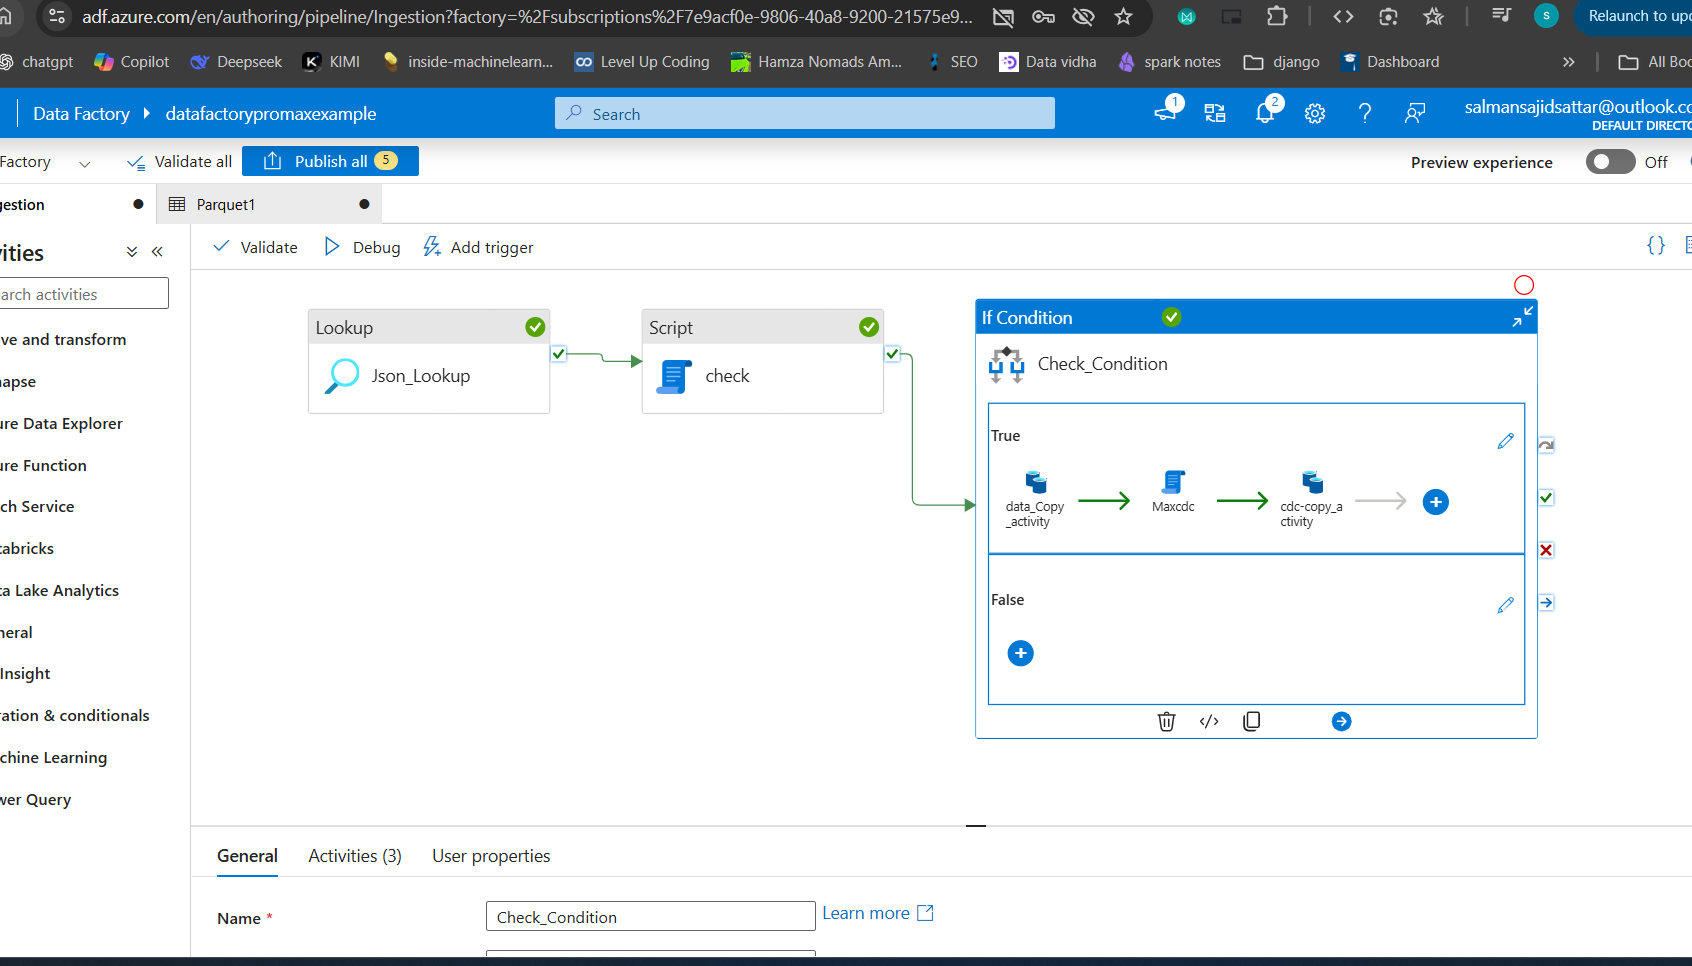 adf.azure.com/en/authoring/pipeline/Ingestion?factory=%2Fsubscriptions%2F7e9acf0e-9806-40a8-9200-21575e9...
S
Relaunch to upd
chatgpt
Copilot
Deepseek
KIMI
inside-machinelearn...
Level Up Coding
Hamza Nomads Am...
SEO
Data vidha
spark notes
django
Dashboard
»
All Boo
Data Factory
datafactorypromaxexample
Search
1
2
salmansajidsattar@outlook.co
DEFAULT DIRECTO
Factory
Validate all
Publish all
5
Preview experience
Off
gestion
Parquet1
ities
arch activities
ve and transform
napse
ure Data Explorer
ure Function
ch Service
tabricks
ta Lake Analytics
neral
Insight
ration & conditionals
chine Learning
wer Query
Validate
Debug
Add trigger
{}
Lookup
Json_Lookup
Script
check
If Condition
Check_Condition
True
data_Copy
_activity
Maxcdc
cdc-copy_a
ctivity
False
General
Activities (3)
User properties
Name *
Check_Condition
Learn more